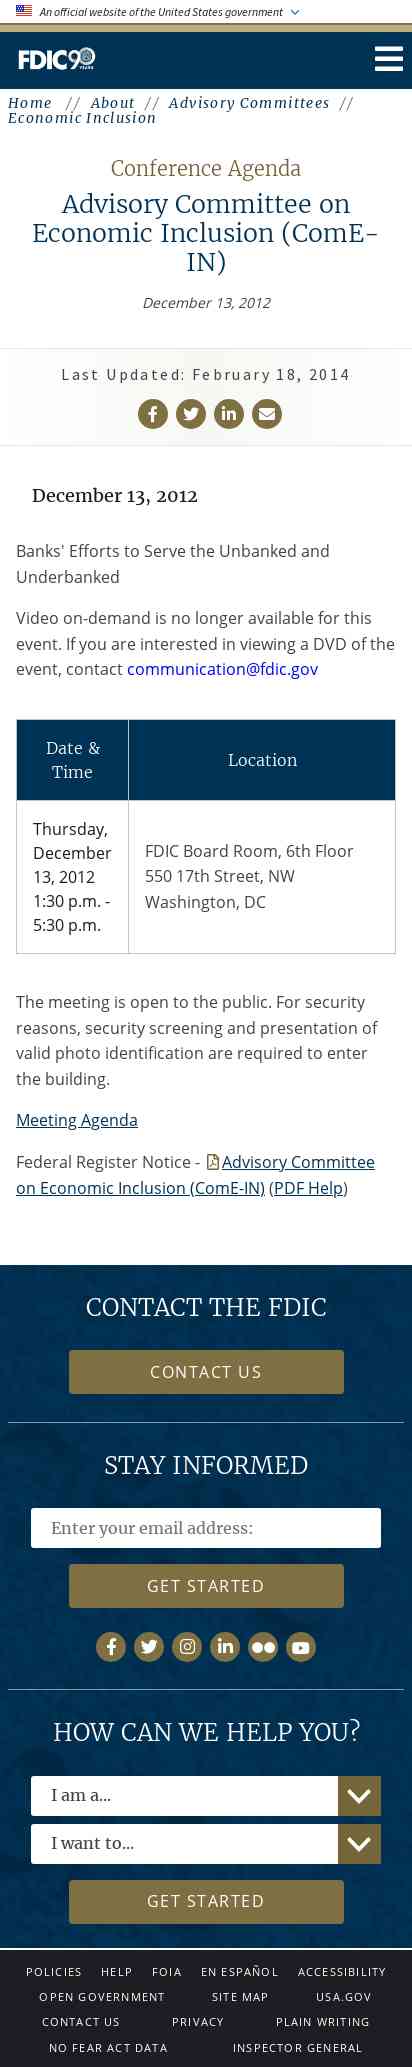 An official website of the United States government
FDIC90
YEARS
Home // About // Advisory Committees //
Economic Inclusion
Conference Agenda
Advisory Committee on
Economic Inclusion (ComE-
IN)
December 13, 2012
Last Updated: February 18, 2014
December 13, 2012
Banks' Efforts to Serve the Unbanked and
Underbanked
Video on-demand is no longer available for this
event. If you are interested in viewing a DVD of the
event, contact communication@fdic.gov
Date &
Time
Location
Thursday,
December
13, 2012
1:30 p.m. -
5:30 p.m.
FDIC Board Room, 6th Floor
550 17th Street, NW
Washington, DC
The meeting is open to the public. For security
reasons, security screening and presentation of
valid photo identification are required to enter
the building.
Meeting Agenda
Federal Register Notice - Advisory Committee
on Economic Inclusion (ComE-IN) (PDF Help)
CONTACT THE FDIC
CONTACT US
STAY INFORMED
Enter your email address:
GET STARTED
HOW CAN WE HELP YOU?
I am a...
I want to...
GET STARTED
POLICIES HELP FOIA EN ESPAÑOL ACCESSIBILITY
OPEN GOVERNMENT SITE MAP USA.GOV
CONTACT US PRIVACY PLAIN WRITING
NO FEAR ACT DATA INSPECTOR GENERAL